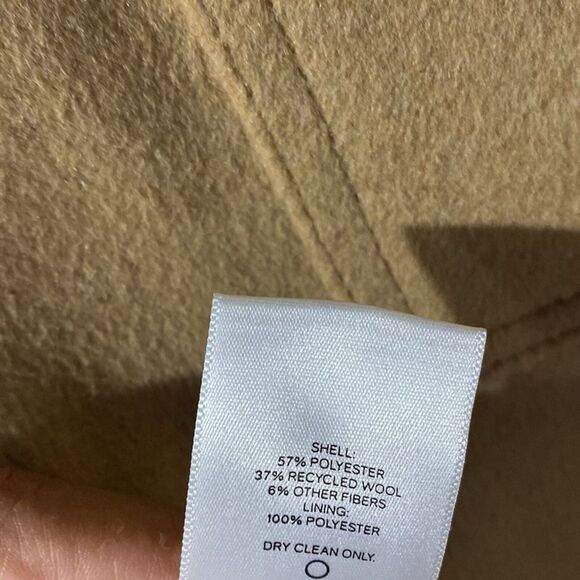 SHELL:
57% POLYESTER
37% RECYCLED WOOL
6% OTHER FIBERS
LINING:
100% POLYESTER
DRY CLEAN ONLY.